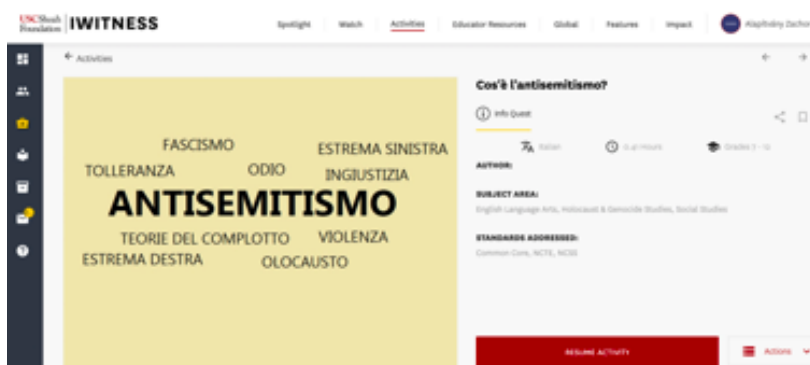 USC Shoah Foundation IWITNESS
Spotlight Watch Activities Educator Resources Global Features Impact
Activities
Cos'è l'antisemitismo?
Info Quest
Italian
AUTHOR:
SUBJECT AREA:
English Language Arts, Holocaust & Genocide Studies, Social Studies
STANDARDS ADDRESSED:
Common Core, NCTE, NCSS
FASCISMO
ESTREMA SINISTRA
TOLLERANZA
ODIO
INGIUSTIZIA
ANTISEMITISMO
TEORIE DEL COMPLOTTO
VIOLENZA
ESTREMA DESTRA
OLOCAUSTO
RESUME ACTIVITY
Actions